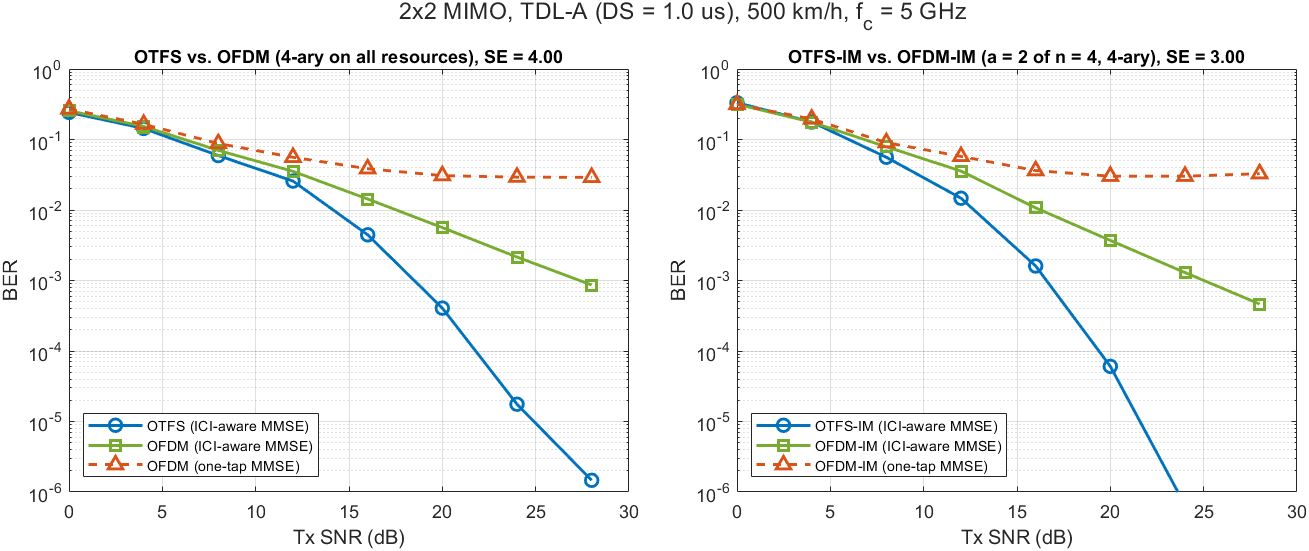 2x2 MIMO, TDL-A (DS = 1.0 us), 500 km/h, f_c = 5 GHz
OTFS vs. OFDM (4-ary on all resources), SE = 4.00
10^0
10^-1
10^-2
10^-3
10^-4
10^-5
10^-6
BER
OTFS (ICI-aware MMSE)
OFDM (ICI-aware MMSE)
OFDM (one-tap MMSE)
0 5 10 15 20 25 30
Tx SNR (dB)
OTFS-IM vs. OFDM-IM (a = 2 of n = 4, 4-ary), SE = 3.00
10^0
10^-1
10^-2
10^-3
10^-4
10^-5
10^-6
BER
OTFS-IM (ICI-aware MMSE)
OFDM-IM (ICI-aware MMSE)
OFDM-IM (one-tap MMSE)
0 5 10 15 20 25 30
Tx SNR (dB)